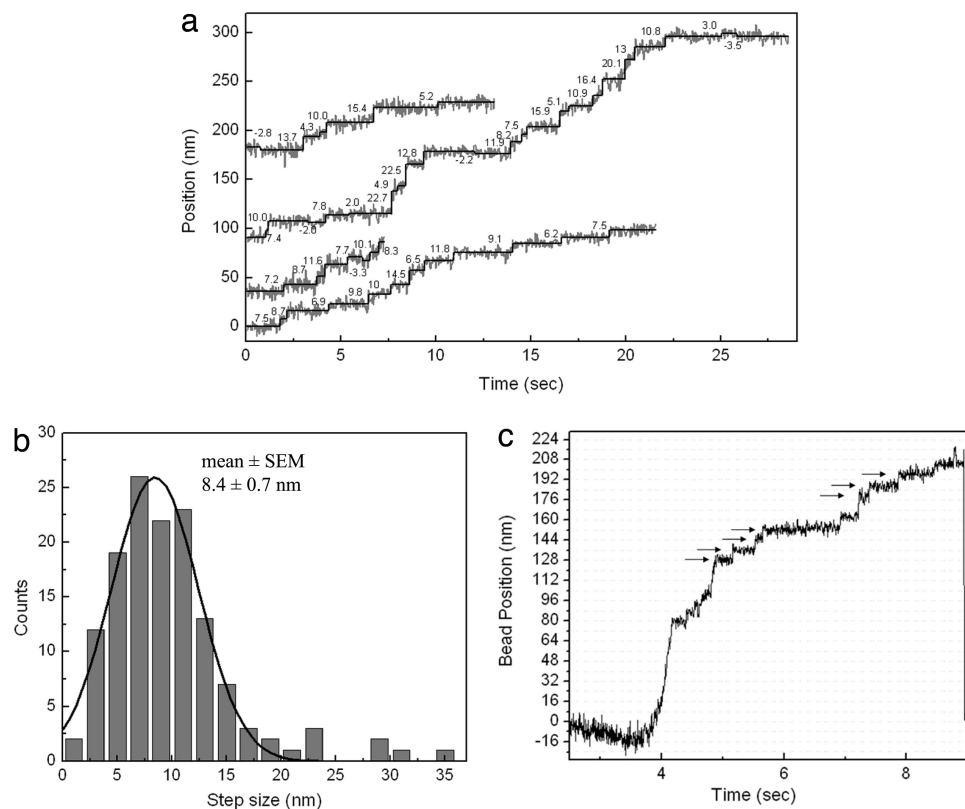 a
300
250
200
150
100
50
0
Position (nm)
-2.8 13.7 4.3 10.0 15.4 5.2
10.0 7.4 -2.0 7.8 2.0 22.7 4.9 22.5 12.8 -2.2 11.9 8.2 7.5 15.9 5.1 10.9 16.4 20.1 13 10.8 3.0 -3.5
7.2 8.7 11.6 7.7 -3.3 10.1 8.3
7.5 8.7 6.9 9.8 10 14.5 6.5 11.8 9.1 6.2 7.5
0 5 10 15 20 25
Time (sec)
b
30
25
20
15
10
5
0
Counts
mean ± SEM
8.4 ± 0.7 nm
0 5 10 15 20 25 30 35
Step size (nm)
c
224
208
192
176
160
144
128
112
96
80
64
48
32
16
0
-16
Bead Position (nm)
4 6 8
Time (sec)